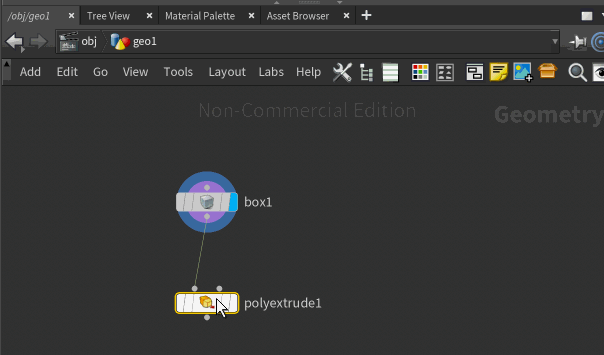 /obj/geo1 Tree View Material Palette Asset Browser
obj geo1
Add Edit Go View Tools Layout Labs Help
Non-Commercial Edition
Geometry
box1
polyextrude1